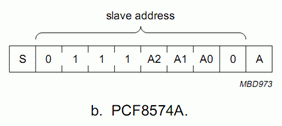 slave address
S 0 1 1 1 A2 A1 A0 0 A
MBD973
b. PCF8574A.